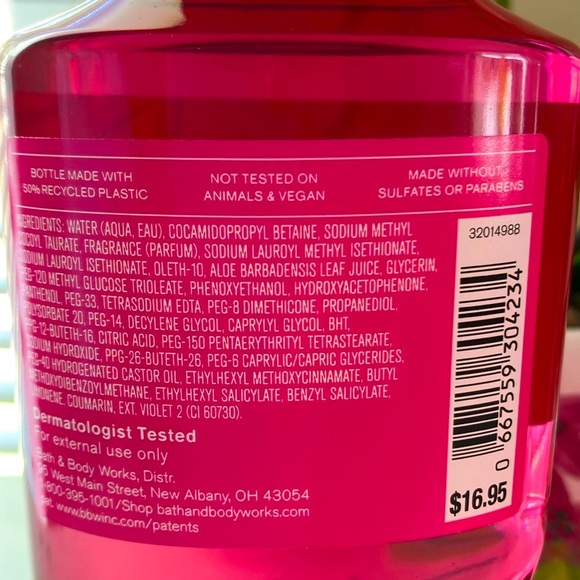 BOTTLE MADE WITH
50% RECYCLED PLASTIC
NOT TESTED ON
ANIMALS & VEGAN
MADE WITHOUT
SULFATES OR PARABENS
INGREDIENTS: WATER (AQUA, EAU), COCAMIDOPROPYL BETAINE, SODIUM METHYL
COCOYL TAURATE, FRAGRANCE (PARFUM), SODIUM LAUROYL METHYL ISETHIONATE,
SODIUM LAUROYL ISETHIONATE, OLETH-10, ALOE BARBADENSIS LEAF JUICE, GLYCERIN,
PEG-120 METHYL GLUCOSE TRIOLEATE, PHENOXYETHANOL, HYDROXYACETOPHENONE,
PANTHENOL, PEG-33, TETRASODIUM EDTA, PEG-8 DIMETHICONE, PROPANEDIOL,
POLYSORBATE 20, PEG-14, DECYLENE GLYCOL, CAPRYLYL GLYCOL, BHT,
PPG-12-BUTETH-16, CITRIC ACID, PEG-150 PENTAERYTHRITYL TETRASTEARATE,
SODIUM HYDROXIDE, PPG-26-BUTETH-26, PEG-6 CAPRYLIC/CAPRIC GLYCERIDES,
PEG-40 HYDROGENATED CASTOR OIL, ETHYLHEXYL METHOXYCINNAMATE, BUTYL
METHOXYDIBENZOYLMETHANE, ETHYLHEXYL SALICYLATE, BENZYL SALICYLATE,
LIMONENE, COUMARIN, EXT. VIOLET 2 (CI 60730).
Dermatologist Tested
For external use only
Bath & Body Works, Distr.
95 West Main Street, New Albany, OH 43054
1-800-395-1001/Shop bathandbodyworks.com
Pat. www.bbwinc.com/patents
32014988
0 667559 304234
$16.95